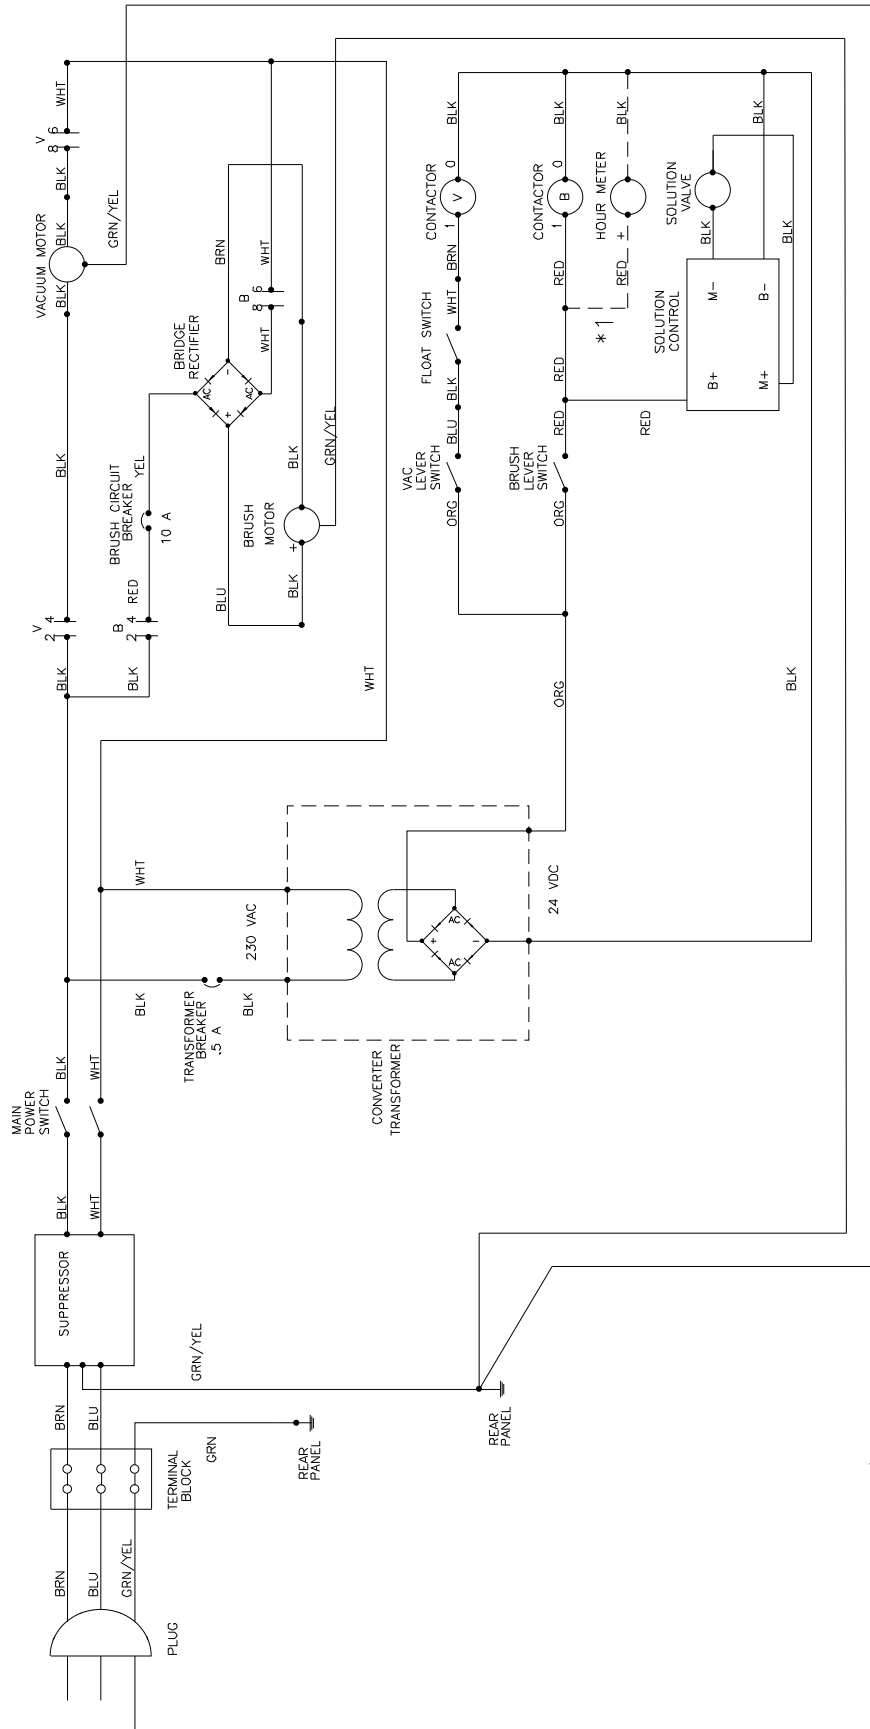 PLUG
BRN
BLU
GRN/YEL
TERMINAL
BLOCK
BRN
BLU
GRN
REAR
PANEL
GRN/YEL
REAR
PANEL
SUPPRESSOR
BLK
WHT
MAIN
POWER
SWITCH
BLK
WHT
BLK
TRANSFORMER
BREAKER
.5 A
BLK
WHT
230 VAC
CONVERTER
TRANSFORMER
AC
AC
+
-
24 VDC
BLK
BLK
V
2 4
B
2 4
RED
BRUSH CIRCUIT
BREAKER
10 A
YEL
BLK
BLK
VACUUM MOTOR
BLK
GRN/YEL
BLK
V
8 6
WHT
BRIDGE
RECTIFIER
AC
AC
+
-
BRN
BLU
WHT
B
8 6
WHT
BRUSH
MOTOR
+
BLK
BLK
GRN/YEL
WHT
ORG
ORG
VAC
LEVER
SWITCH
BLU
BLK
FLOAT SWITCH
WHT
BRN
CONTACTOR
1 V 0
BLK
ORG
BRUSH
LEVER
SWITCH
RED
RED
RED
CONTACTOR
1 B 0
BLK
*1
RED
+
HOUR METER
BLK
RED
SOLUTION
CONTROL
B+
M-
M+
B-
BLK
SOLUTION
VALVE
BLK
BLK
BLK